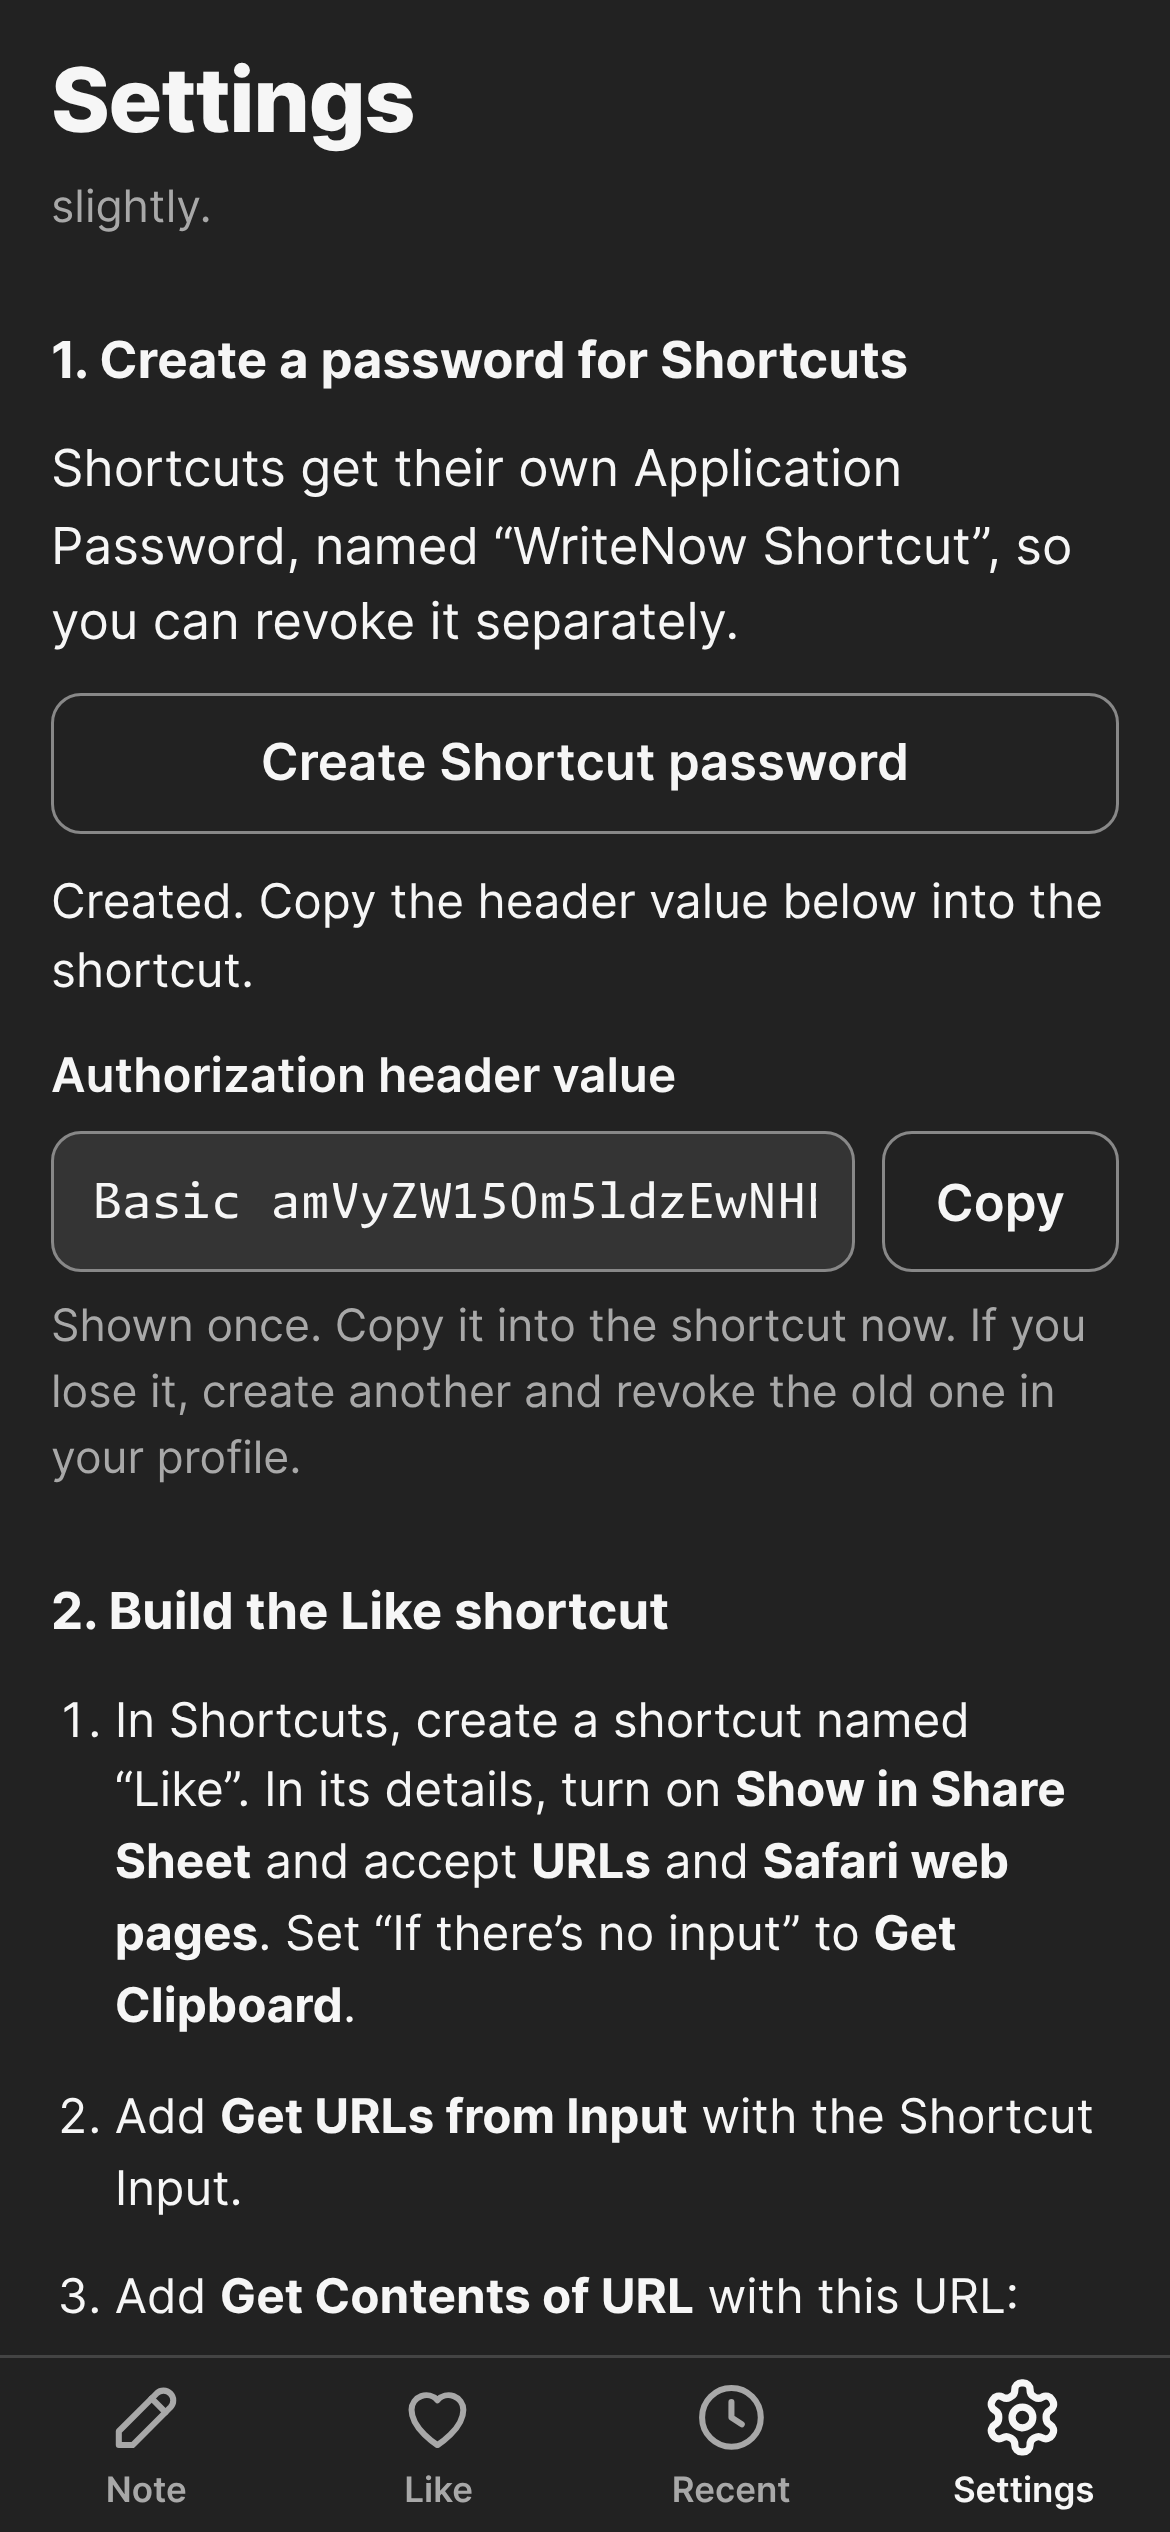 Settings
slightly.
1. Create a password for Shortcuts
Shortcuts get their own Application
Password, named “WriteNow Shortcut”, so
you can revoke it separately.
Create Shortcut password
Created. Copy the header value below into the
shortcut.
Authorization header value
Basic amVyZW15Om5ldzEwNH
Copy
Shown once. Copy it into the shortcut now. If you
lose it, create another and revoke the old one in
your profile.
2. Build the Like shortcut
1. In Shortcuts, create a shortcut named
“Like”. In its details, turn on Show in Share
Sheet and accept URLs and Safari web
pages. Set “If there’s no input” to Get
Clipboard.
2. Add Get URLs from Input with the Shortcut
Input.
3. Add Get Contents of URL with this URL:
Note
Like
Recent
Settings